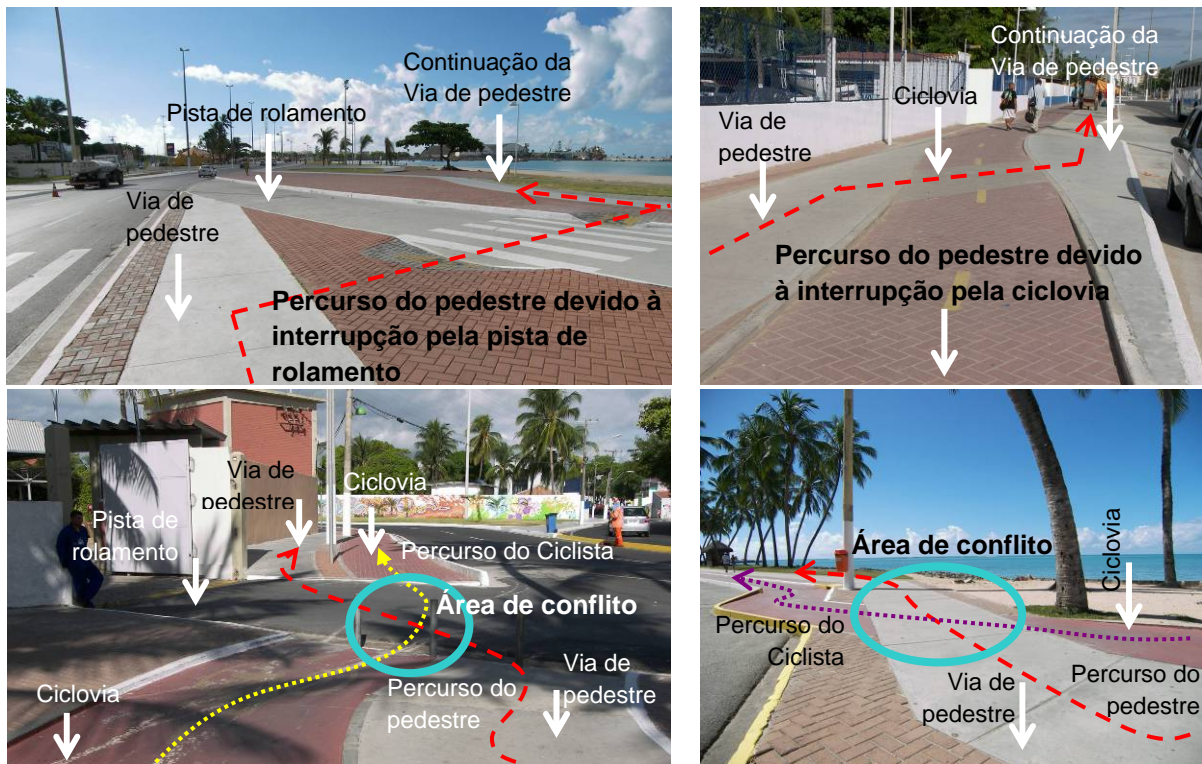 Continuação da
Via de pedestre
Pista de rolamento
Via de
pedestre
Percurso do pedestre devido à
interrupção pela pista de
rolamento
Continuação da
Via de pedestre
Ciclovia
Via de
pedestre
Percurso do pedestre devido
à interrupção pela ciclovia
Via de
pedestre
Ciclovia
Pista de
rolamento
Percurso do Ciclista
Área de conflito
Via de
pedestre
Percurso do
pedestre
Ciclovia
Área de conflito
Ciclovia
Percurso do
Ciclista
Via de
pedestre
Percurso do
pedestre